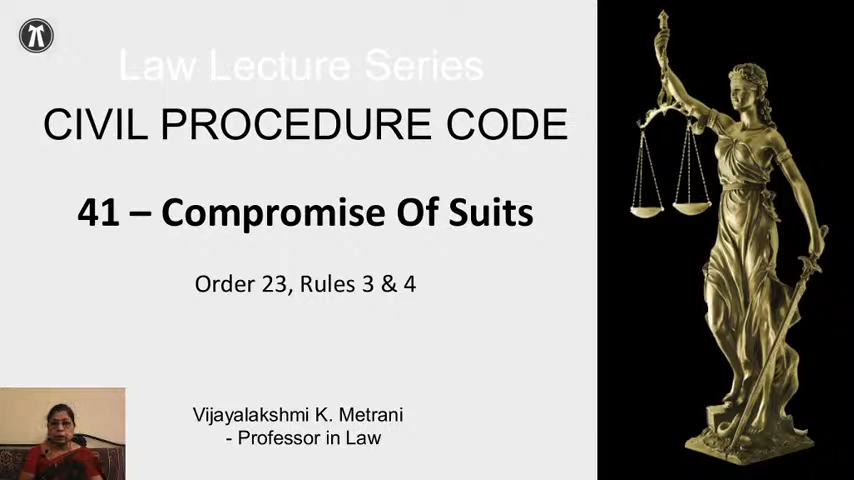 Law Lecture Series
CIVIL PROCEDURE CODE
41 – Compromise Of Suits
Order 23, Rules 3 & 4
Vijayalakshmi K. Metrani
- Professor in Law